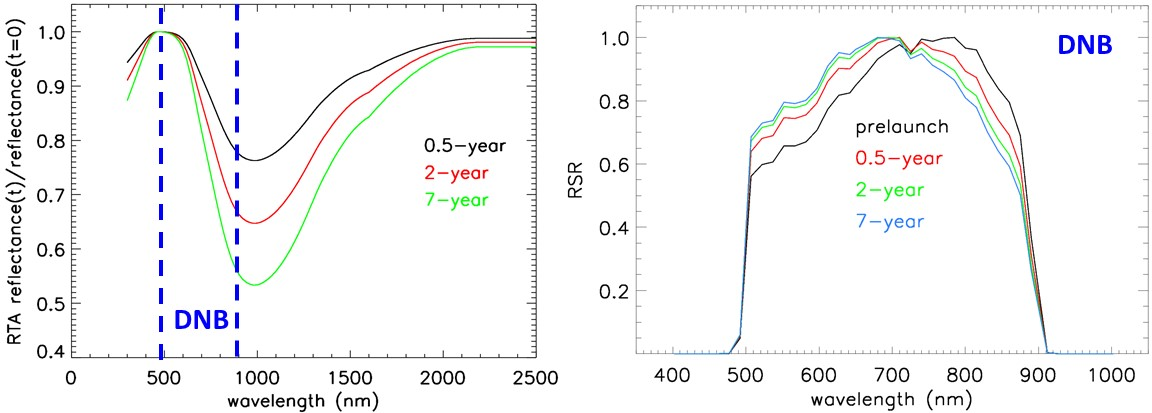 RTA reflectance(t)/reflectance(t=0)
1.0
0.9
0.8
0.7
0.6
0.5
0.4
0.5-year
2-year
7-year
DNB
0 500 1000 1500 2000 2500
wavelength (nm)
RSR
1.0
0.8
0.6
0.4
0.2
DNB
prelaunch
0.5-year
2-year
7-year
400 500 600 700 800 900 1000
wavelength (nm)